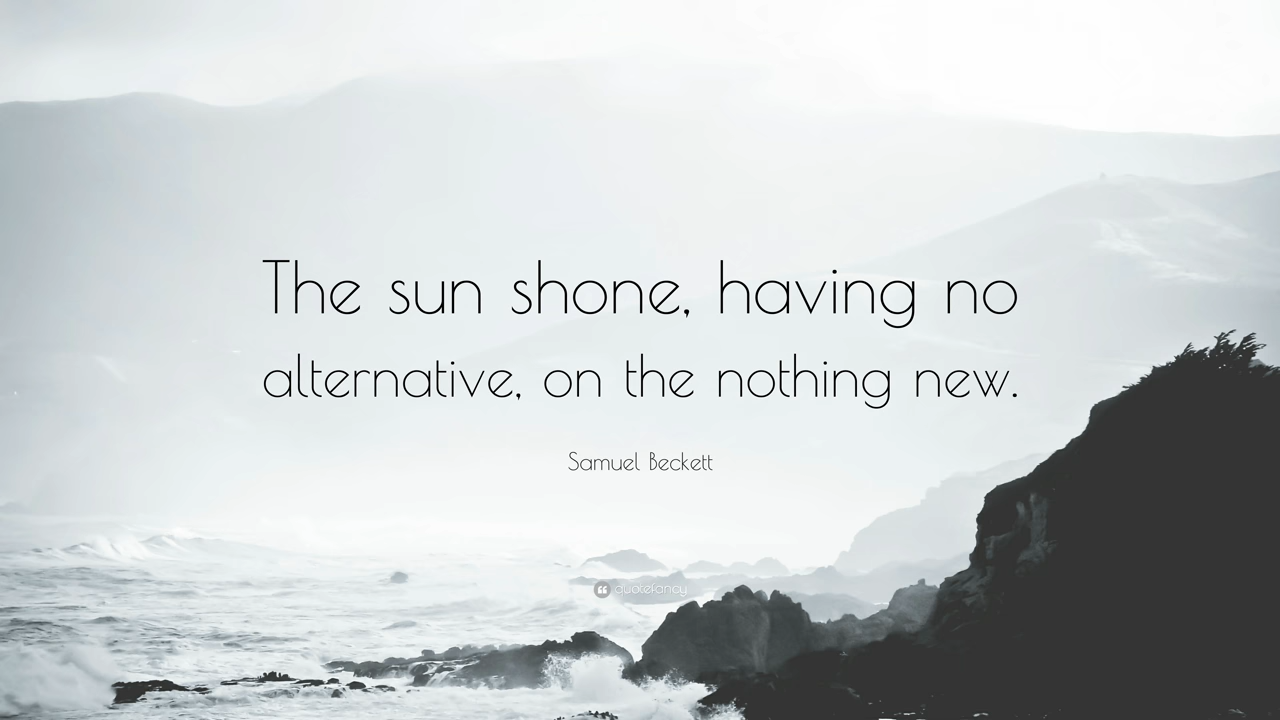 The sun shone, having no
alternative, on the nothing new.
Samuel Beckett
quotefancy